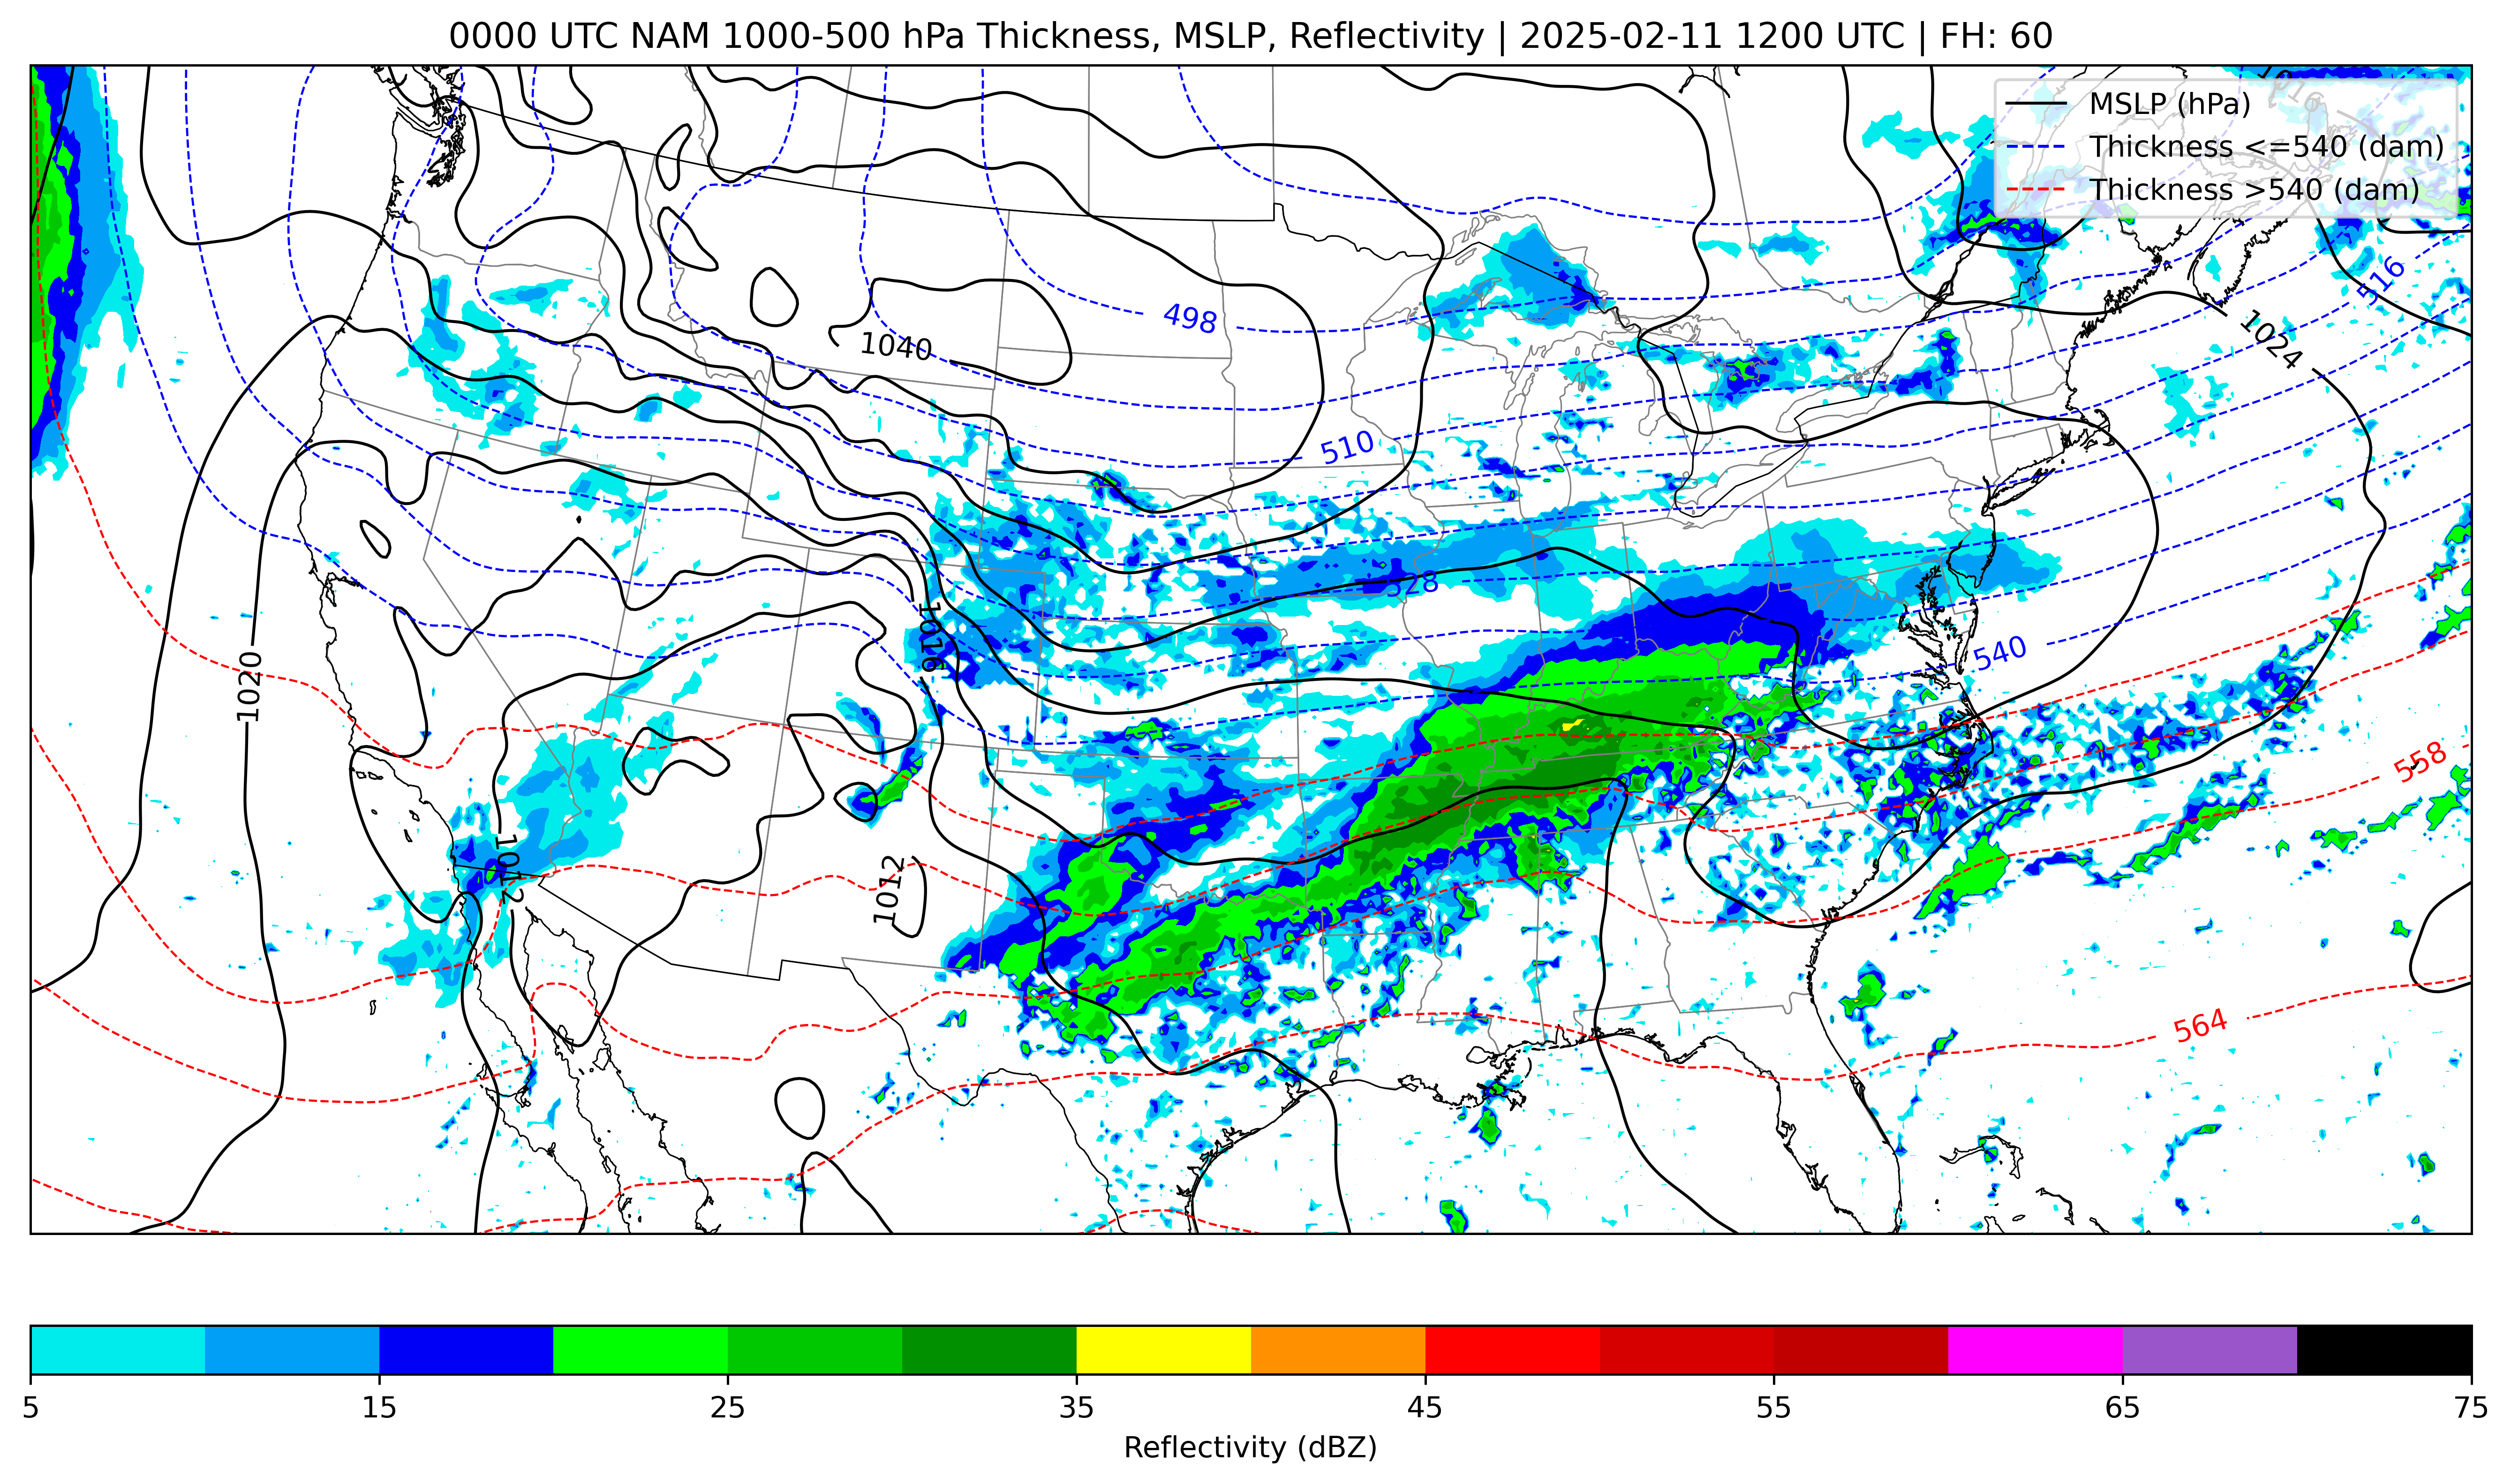 0000 UTC NAM 1000-500 hPa Thickness, MSLP, Reflectivity | 2025-02-11 1200 UTC | FH: 60
MSLP (hPa)
Thickness <=540 (dam)
Thickness >540 (dam)
1016
516
498
1024
1040
510
528
1016
540
1020
558
1012
1012
564
5 15 25 35 45 55 65 75
Reflectivity (dBZ)